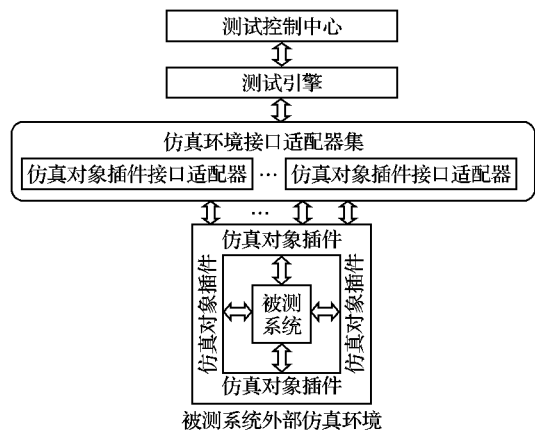 测试控制中心
测试引擎
仿真环境接口适配器集
仿真对象插件接口适配器 … 仿真对象插件接口适配器
…
仿真对象插件
仿真对象插件
被测
系统
仿真对象插件
仿真对象插件
被测系统外部仿真环境